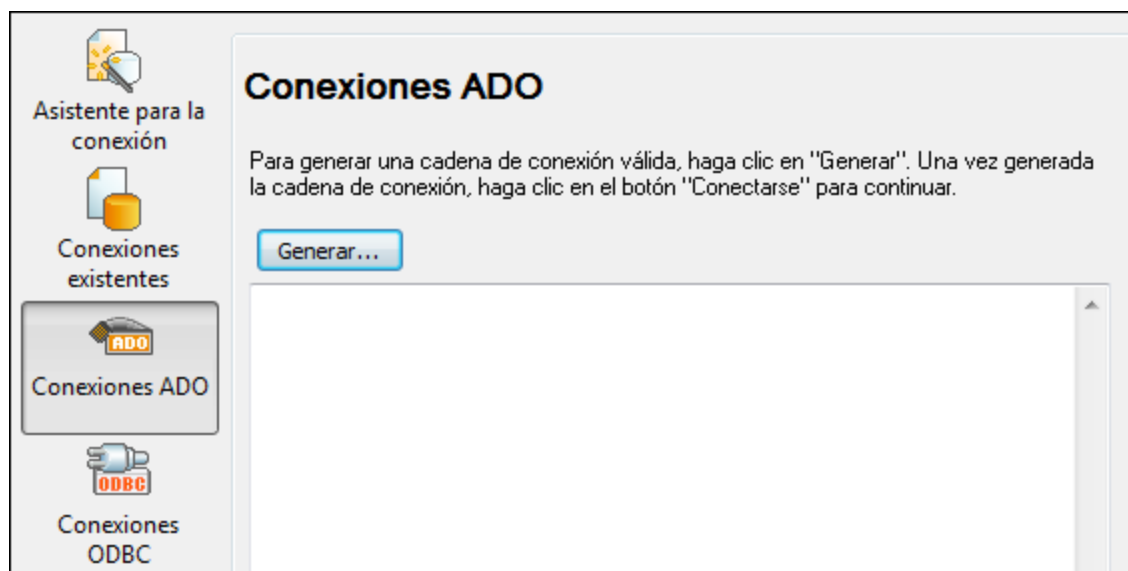 Asistente para la
conexión
Conexiones
existentes
ADO
Conexiones ADO
ODBC
Conexiones
ODBC
Conexiones ADO
Para generar una cadena de conexión válida, haga clic en "Generar". Una vez generada
la cadena de conexión, haga clic en el botón "Conectarse" para continuar.
Generar...